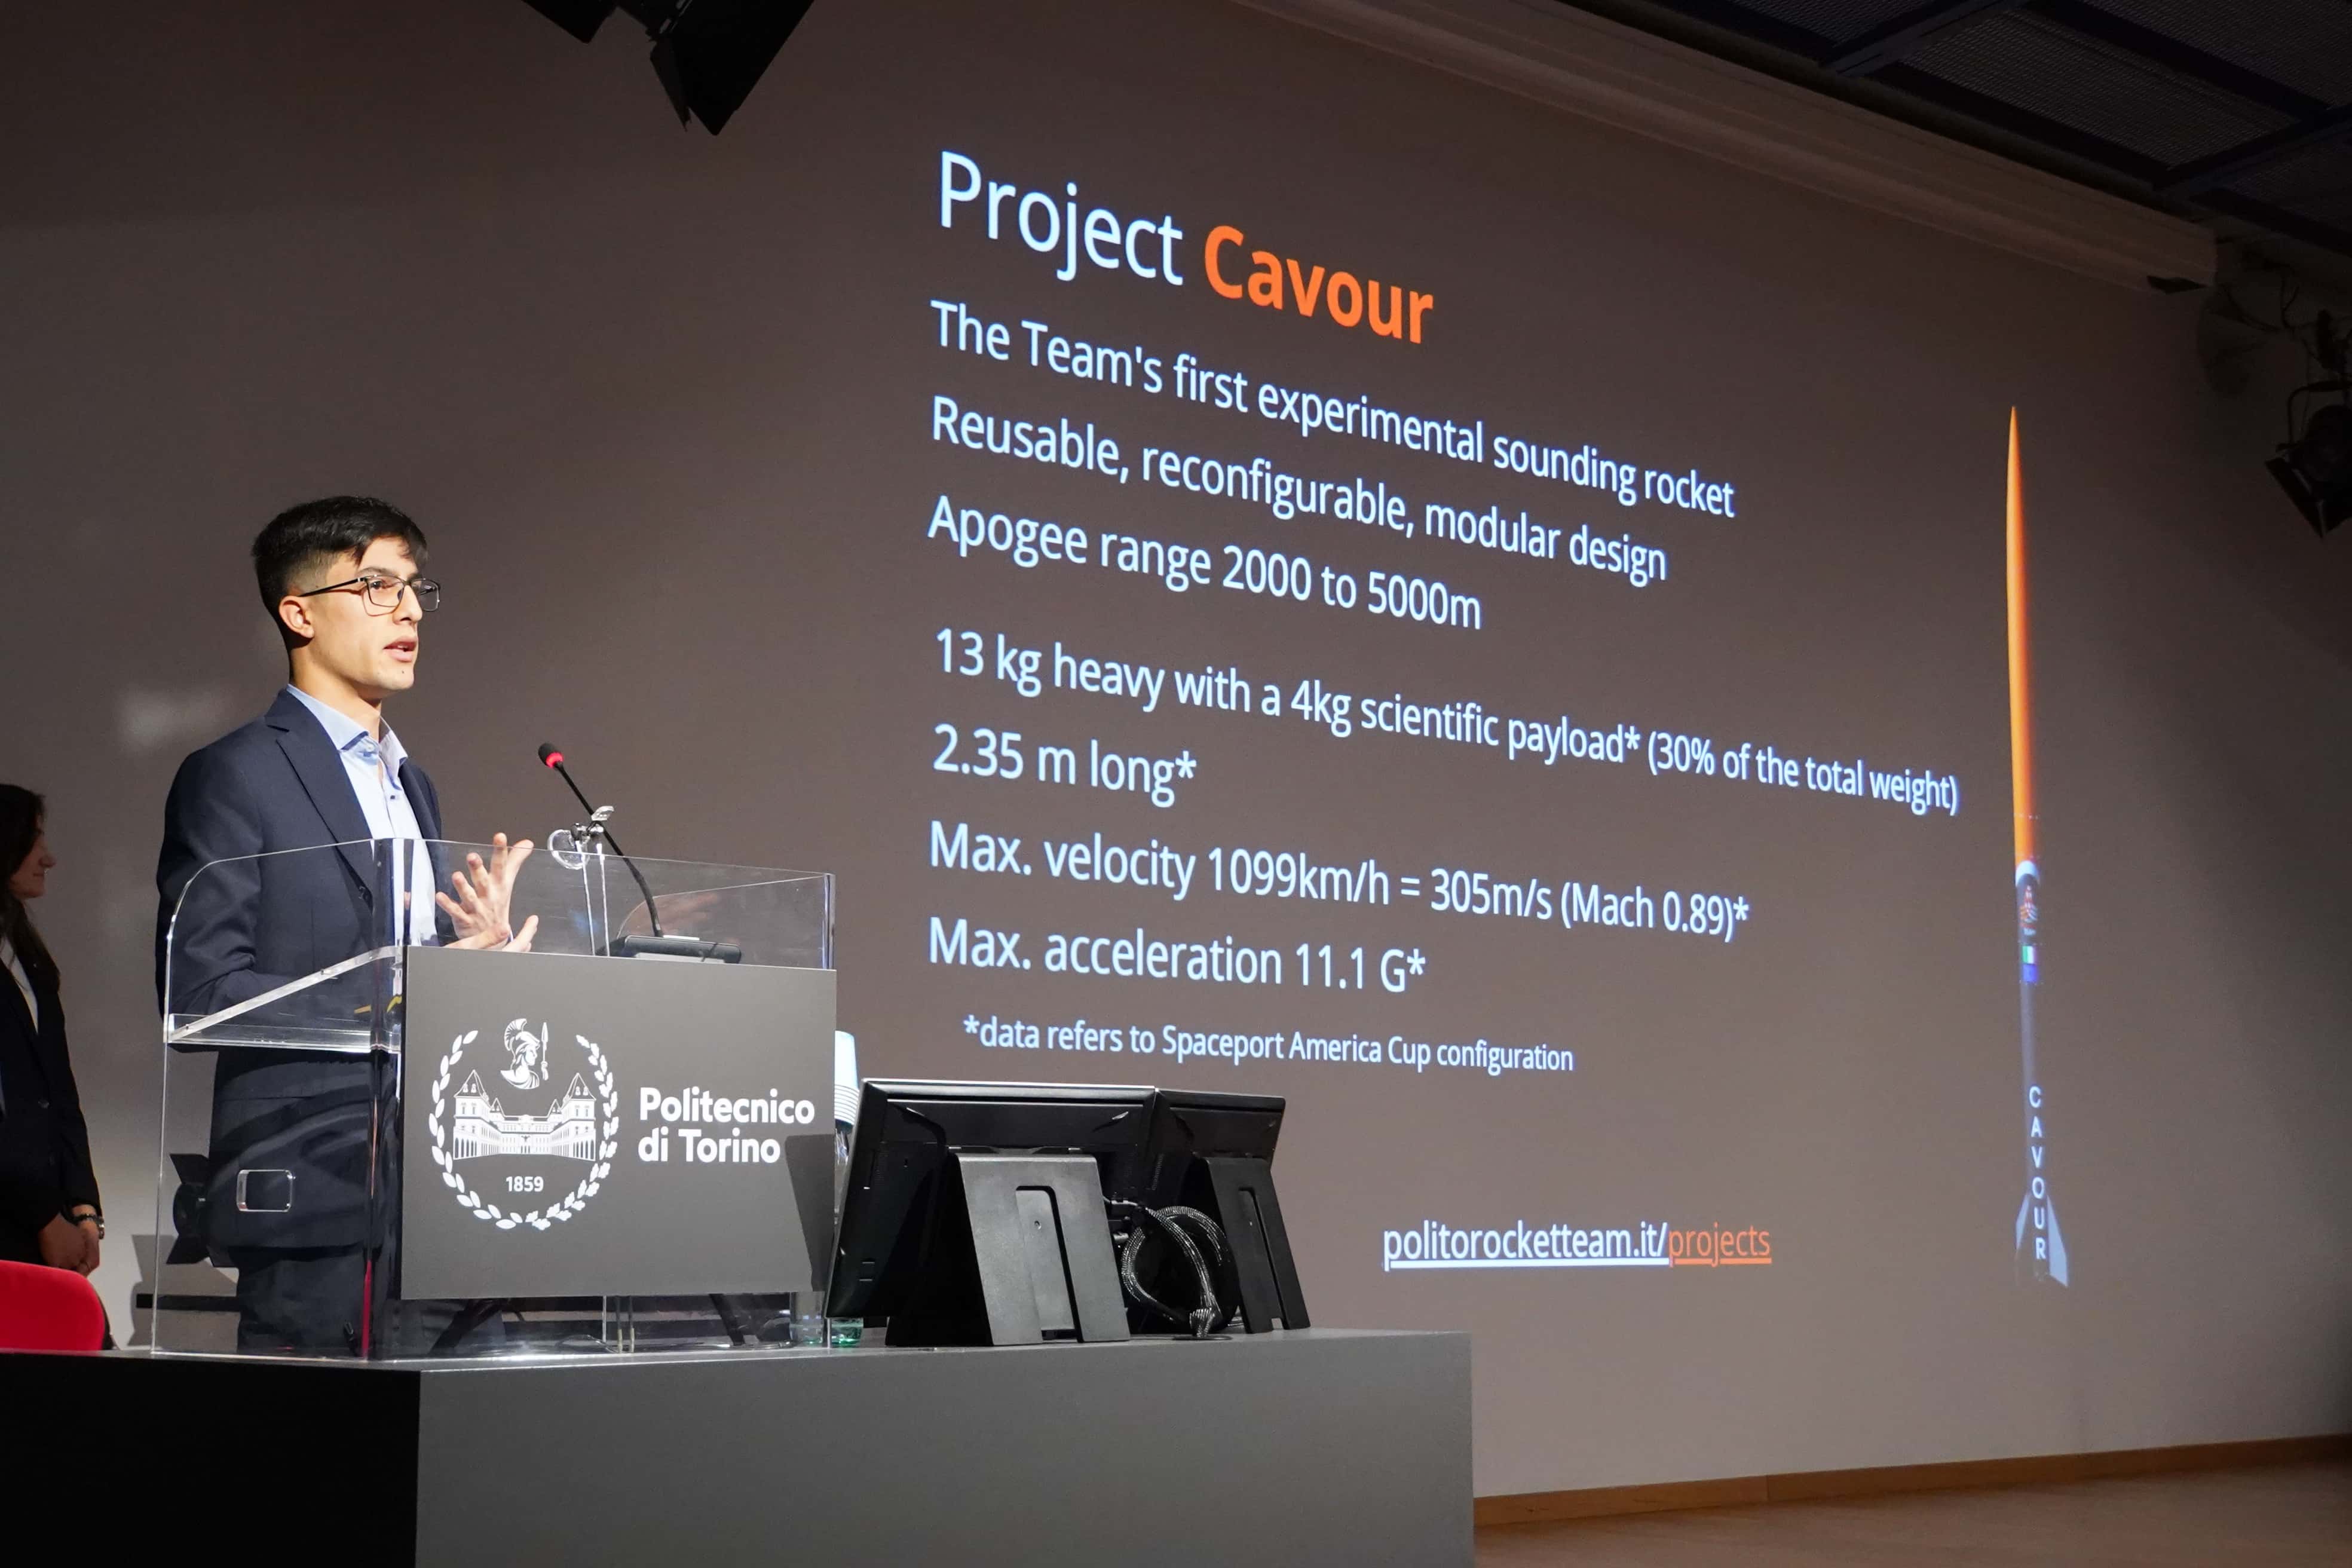 Project Cavour
The Team's first experimental sounding rocket
Reusable, reconfigurable, modular design
Apogee range 2000 to 5000m
13 kg heavy with a 4kg scientific payload* (30% of the total weight)
2.35 m long*
Max. velocity 1099km/h = 305m/s (Mach 0.89)*
Max. acceleration 11.1 G*
*data refers to Spaceport America Cup configuration
politorocketteam.it/projects
CAVOUR
Politecnico
di Torino
1859